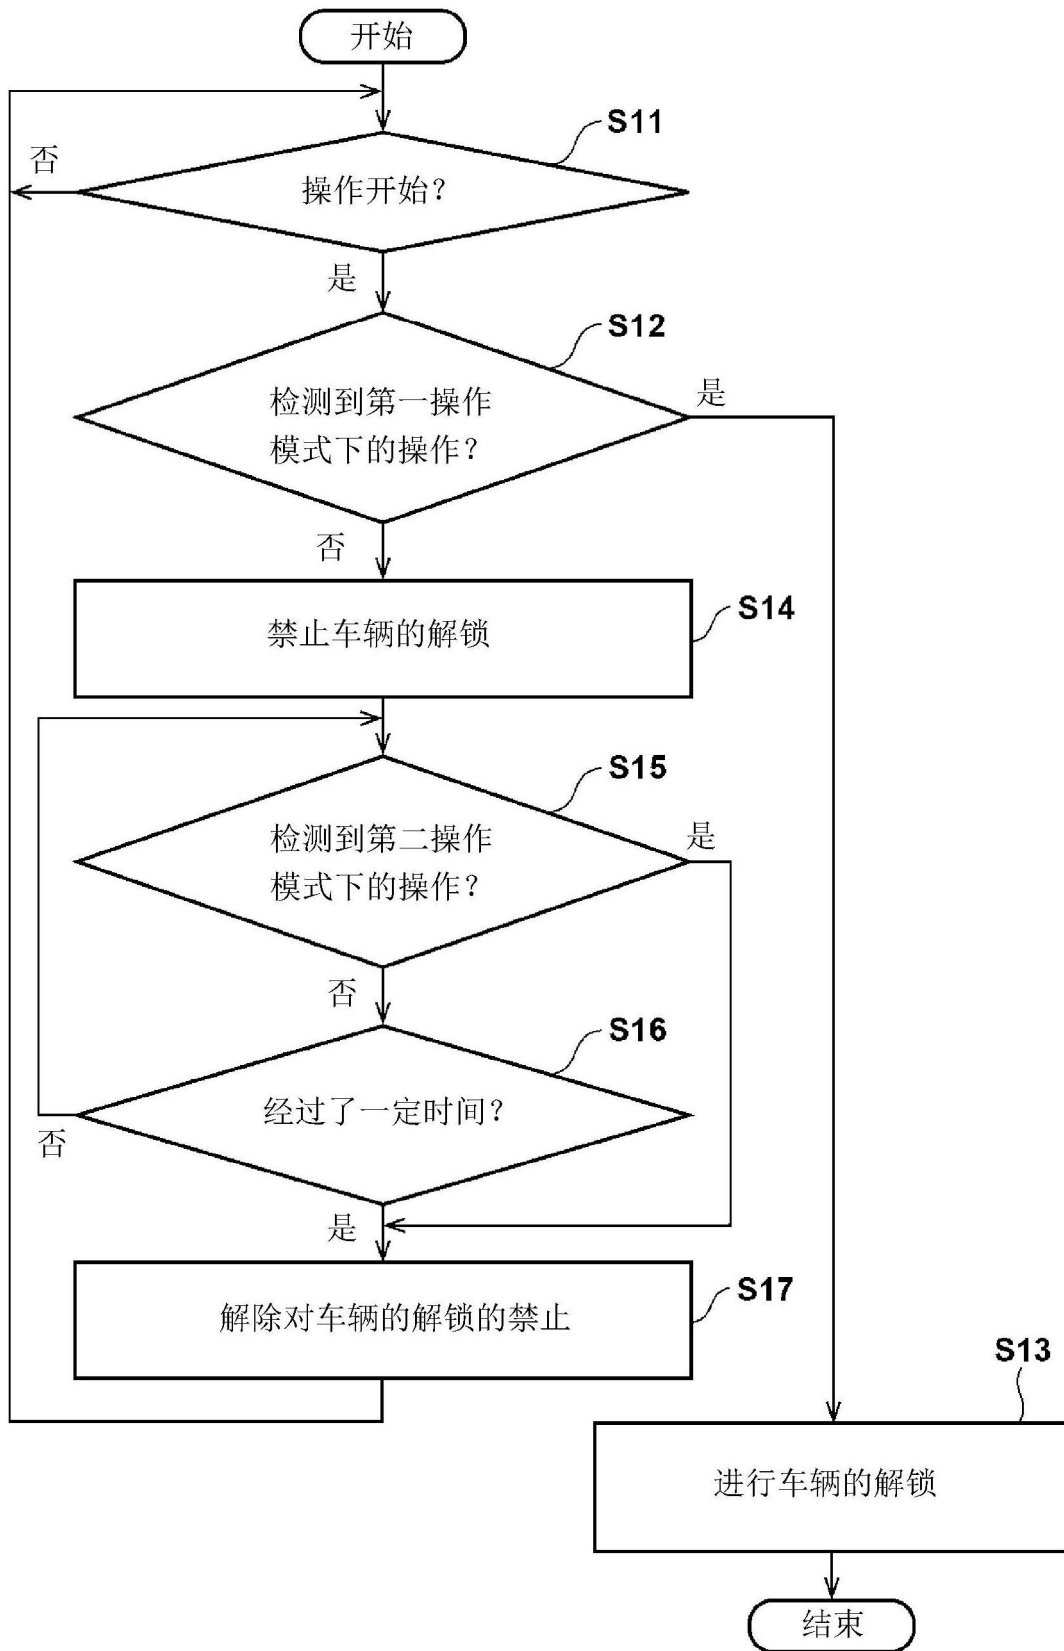 开始
S11
否
操作开始？
是
S12
检测到第一操作
模式下的操作？
是
否
S14
禁止车辆的解锁
S15
检测到第二操作
模式下的操作？
是
否
S16
经过了一定时间？
否
是
S17
解除对车辆的解锁的禁止
S13
进行车辆的解锁
结束